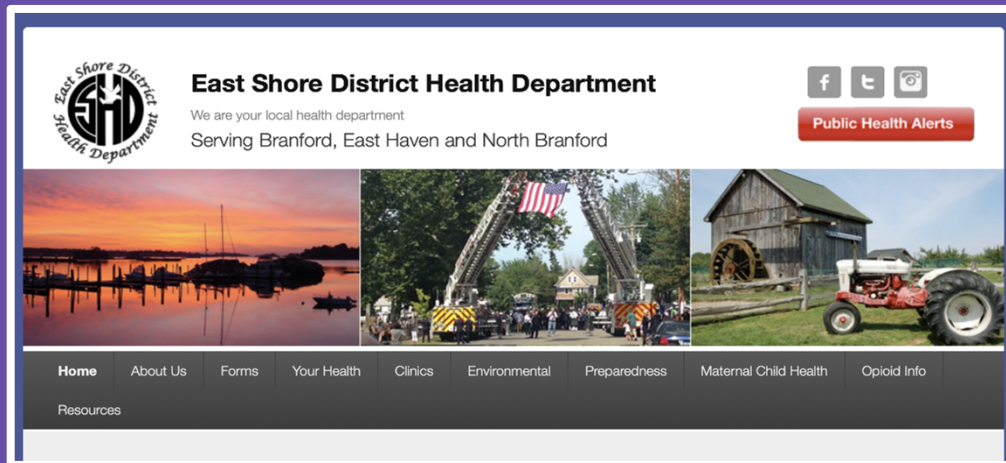 East Shore District
ESHD
Health Department
East Shore District Health Department
We are your local health department
Serving Branford, East Haven and North Branford
Public Health Alerts
Home About Us Forms Your Health Clinics Environmental Preparedness Maternal Child Health Opioid Info
Resources